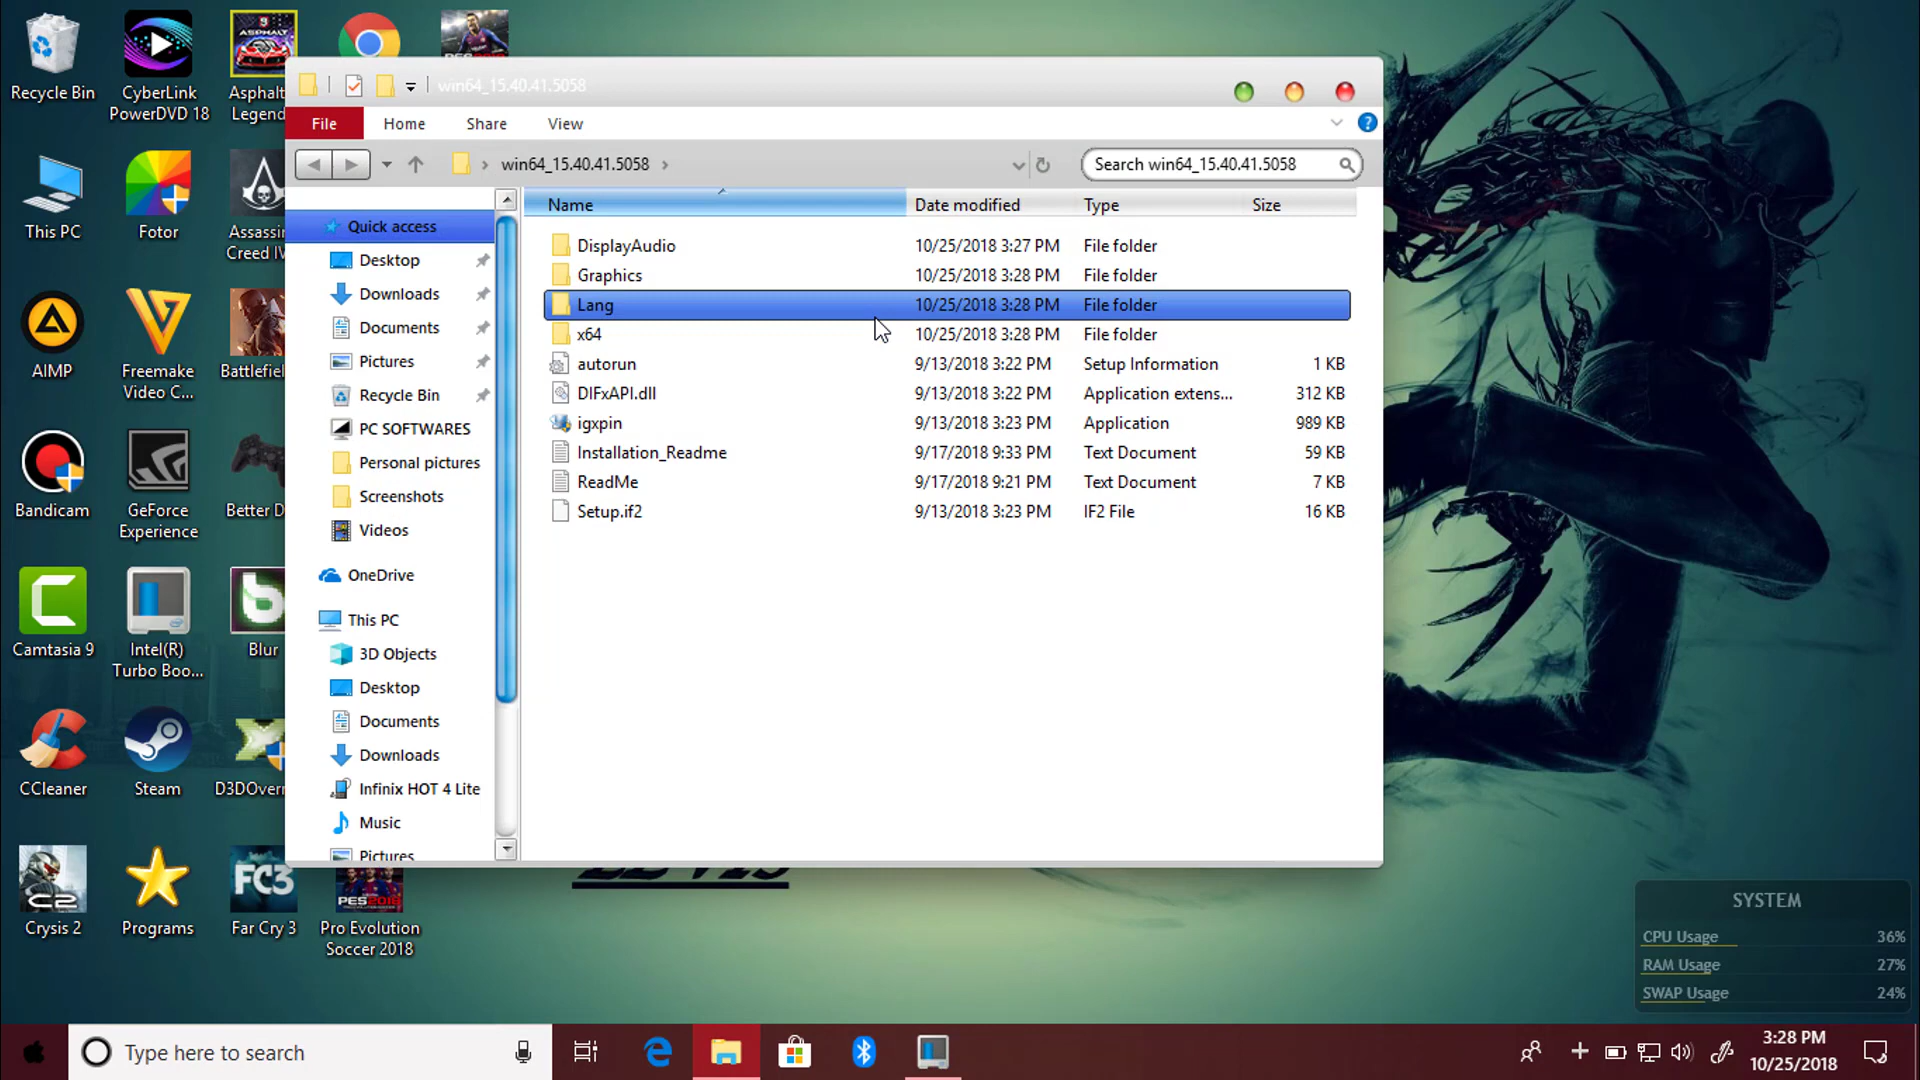 Recycle Bin
CyberLink
PowerDVD 18
Asphalt
Legend
win64_15.40.41.5058
File
Home
Share
View
win64_15.40.41.5058
Search win64_15.40.41.5058
Name
Date modified
Type
Size
DisplayAudio 10/25/2018 3:27 PM File folder
Graphics 10/25/2018 3:28 PM File folder
Lang 10/25/2018 3:28 PM File folder
x64 10/25/2018 3:28 PM File folder
autorun 9/13/2018 3:22 PM Setup Information 1 KB
DIFxAPI.dll 9/13/2018 3:22 PM Application extens... 312 KB
igxpin 9/13/2018 3:23 PM Application 989 KB
Installation_Readme 9/17/2018 9:33 PM Text Document 59 KB
ReadMe 9/17/2018 9:21 PM Text Document 7 KB
Setup.if2 9/13/2018 3:23 PM IF2 File 16 KB
Quick access
Desktop
Downloads
Documents
Pictures
Recycle Bin
PC SOFTWARES
Personal pictures
Screenshots
Videos
OneDrive
This PC
3D Objects
Desktop
Documents
Downloads
Infinix HOT 4 Lite
Music
Pictures
This PC
Fotor
Assassin
Creed IV
AIMP
Freemake
Video C...
Battlefiel
Bandicam
GeForce
Experience
Better D
Camtasia 9
Intel(R)
Turbo Boo...
Blur
CCleaner
Steam
D3DOverr
C2
Crysis 2
Programs
FC3
Far Cry 3
PES2018
Pro Evolution
Soccer 2018
SYSTEM
CPU Usage 36%
RAM Usage 27%
SWAP Usage 24%
Type here to search
3:28 PM
10/25/2018